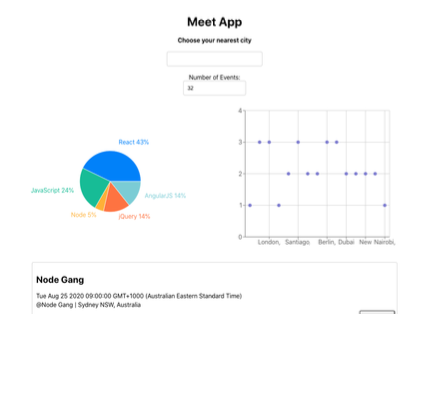 Meet App
Choose your nearest city
Number of Events:
32
React 43%
JavaScript 24%
AngularJS 14%
Node 5%
jQuery 14%
4
3
2
1
0
London, Santiago Berlin, Dubai New Nairobi,
Node Gang
Tue Aug 25 2020 09:00:00 GMT+1000 (Australian Eastern Standard Time)
@Node Gang | Sydney NSW, Australia